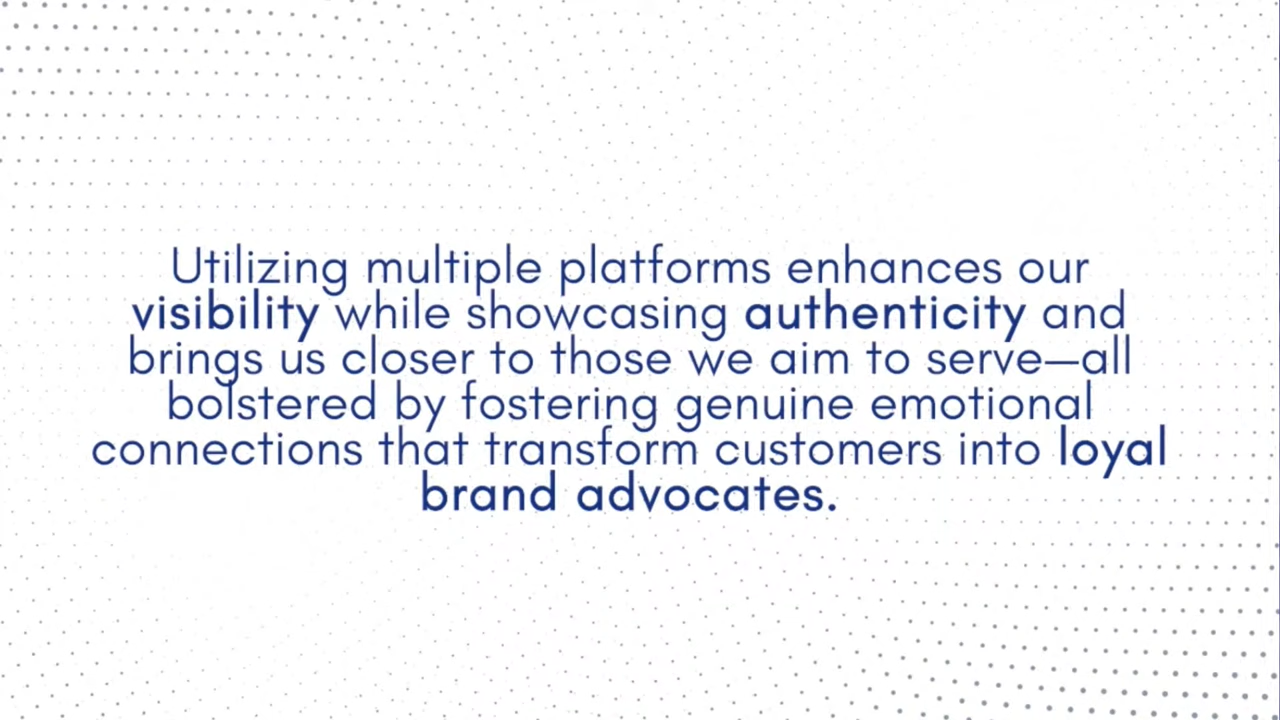 Utilizing multiple platforms enhances our
visibility while showcasing authenticity and
brings us closer to those we aim to serve—all
bolstered by fostering genuine emotional
connections that transform customers into loyal
brand advocates.